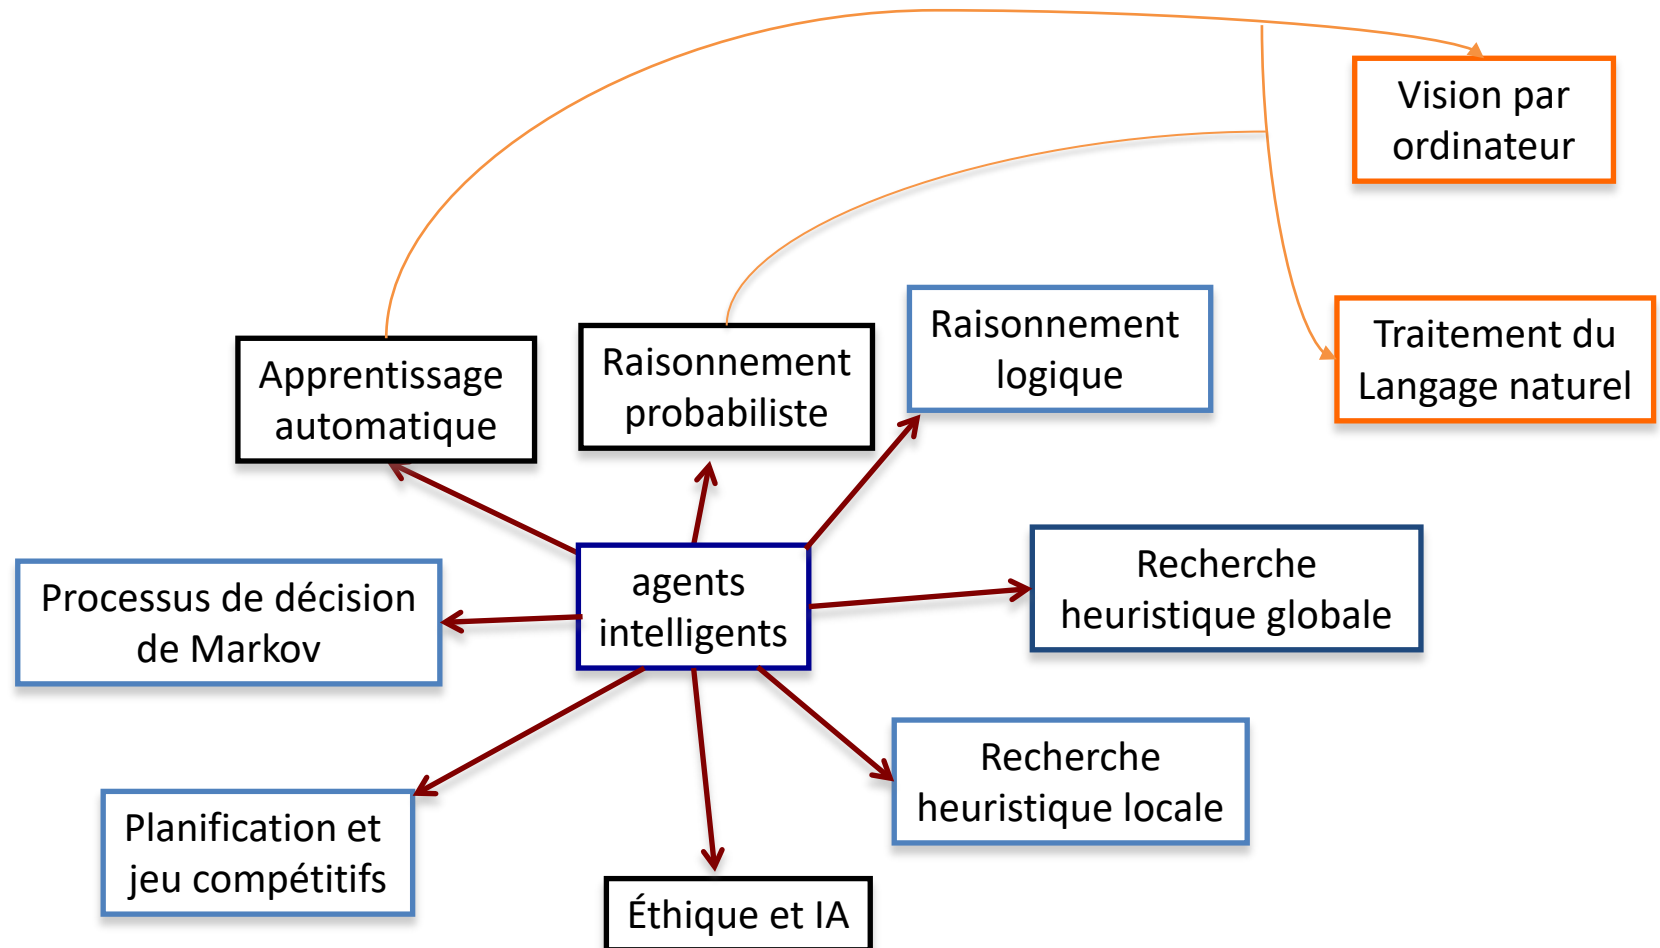 Vision par
ordinateur
Raisonnement
logique
Traitement du
Langage naturel
Raisonnement
probabiliste
Apprentissage
automatique
agents
intelligents
Recherche
heuristique globale
Processus de décision
de Markov
Recherche
heuristique locale
Planification et
jeu compétitifs
Éthique et IA